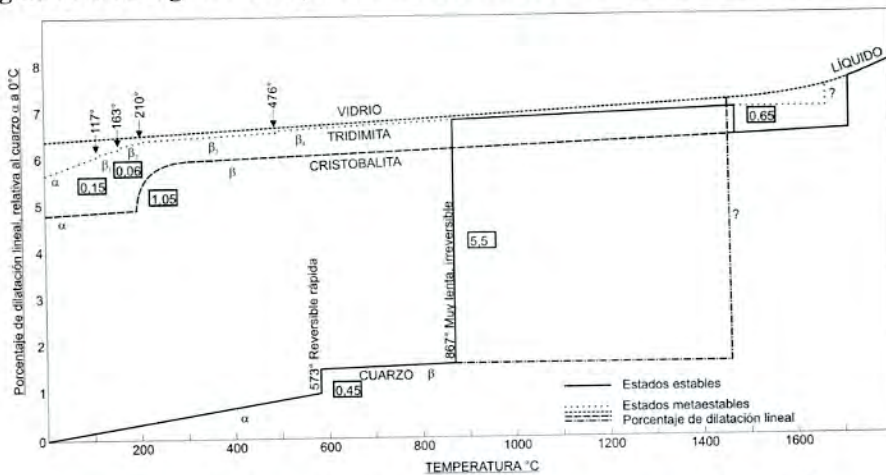 Porcentaje de dilatación lineal, relativa al cuarzo α a 0°C
8
7
6
5
4
3
2
1
0
117°
163°
210°
476°
VIDRIO
TRIDIMITA
CRISTOBALITA
LÍQUIDO
α
β₁
β₂
β₃
β₄
0,15
0,06
1,05
β
α
?
0,65
?
5,5
573° Reversible rápida
867° Muy lenta, irreversible
CUARZO β
0,45
α
Estados estables
Estados metaestables
Porcentaje de dilatación lineal
200
400
600
800
1000
1200
1400
1600
TEMPERATURA °C